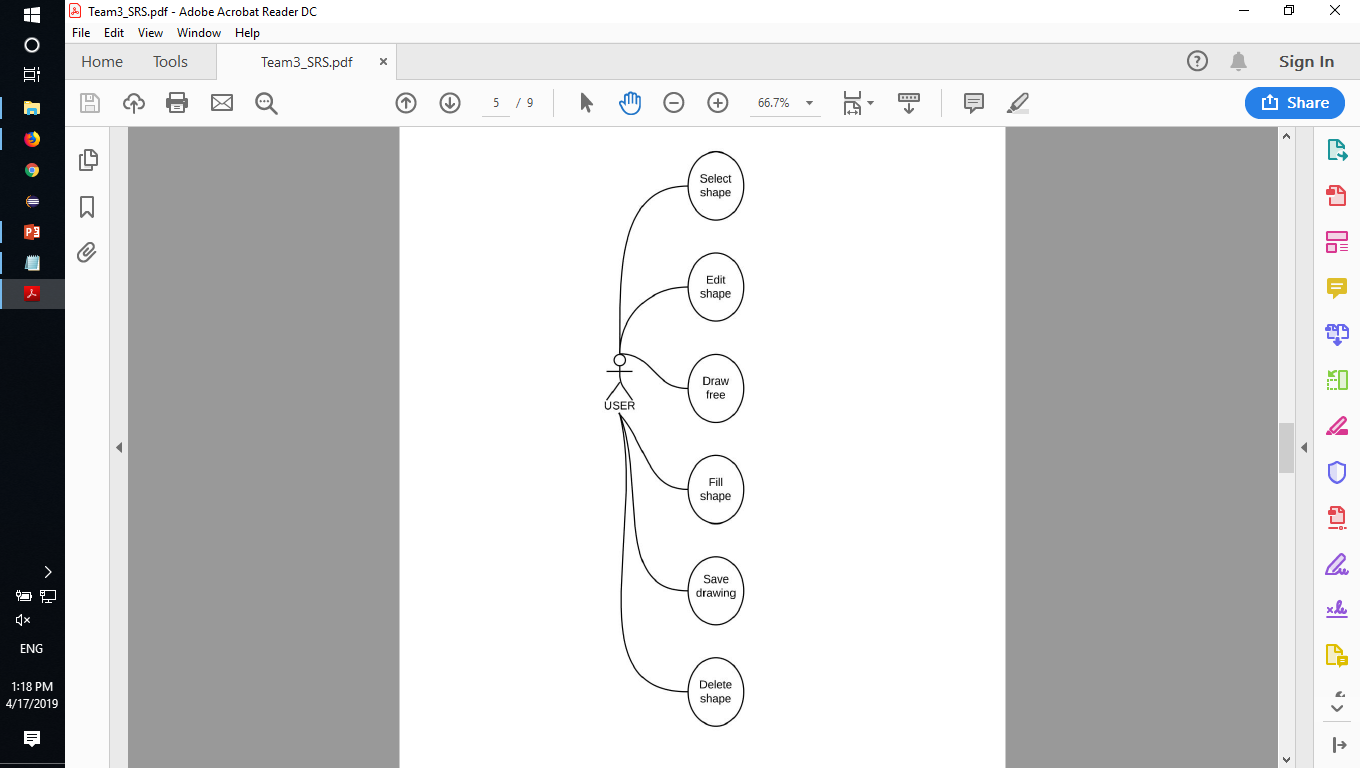 Team3_SRS.pdf - Adobe Acrobat Reader DC
File Edit View Window Help
Home Tools Team3_SRS.pdf × Sign In
5 / 9 66.7% Share
Select
shape
Edit
shape
Draw
free
USER
Fill
shape
Save
drawing
Delete
shape
ENG
1:18 PM
4/17/2019